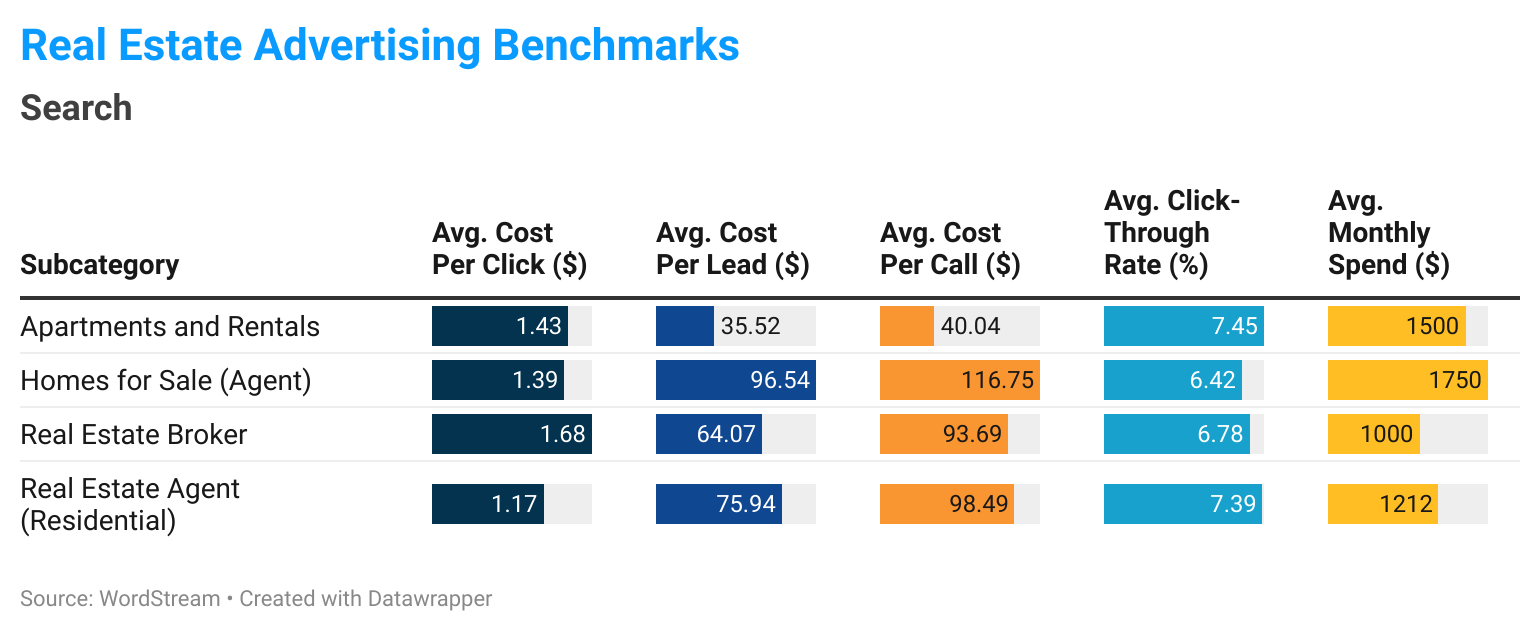 Real Estate Advertising Benchmarks
Search
Subcategory
Avg. Cost
Per Click ($)
Avg. Cost
Per Lead ($)
Avg. Cost
Per Call ($)
Avg. Click-
Through
Rate (%)
Avg.
Monthly
Spend ($)
Apartments and Rentals 1.43 35.52 40.04 7.45 1500
Homes for Sale (Agent) 1.39 96.54 116.75 6.42 1750
Real Estate Broker 1.68 64.07 93.69 6.78 1000
Real Estate Agent
(Residential) 1.17 75.94 98.49 7.39 1212
Source: WordStream • Created with Datawrapper